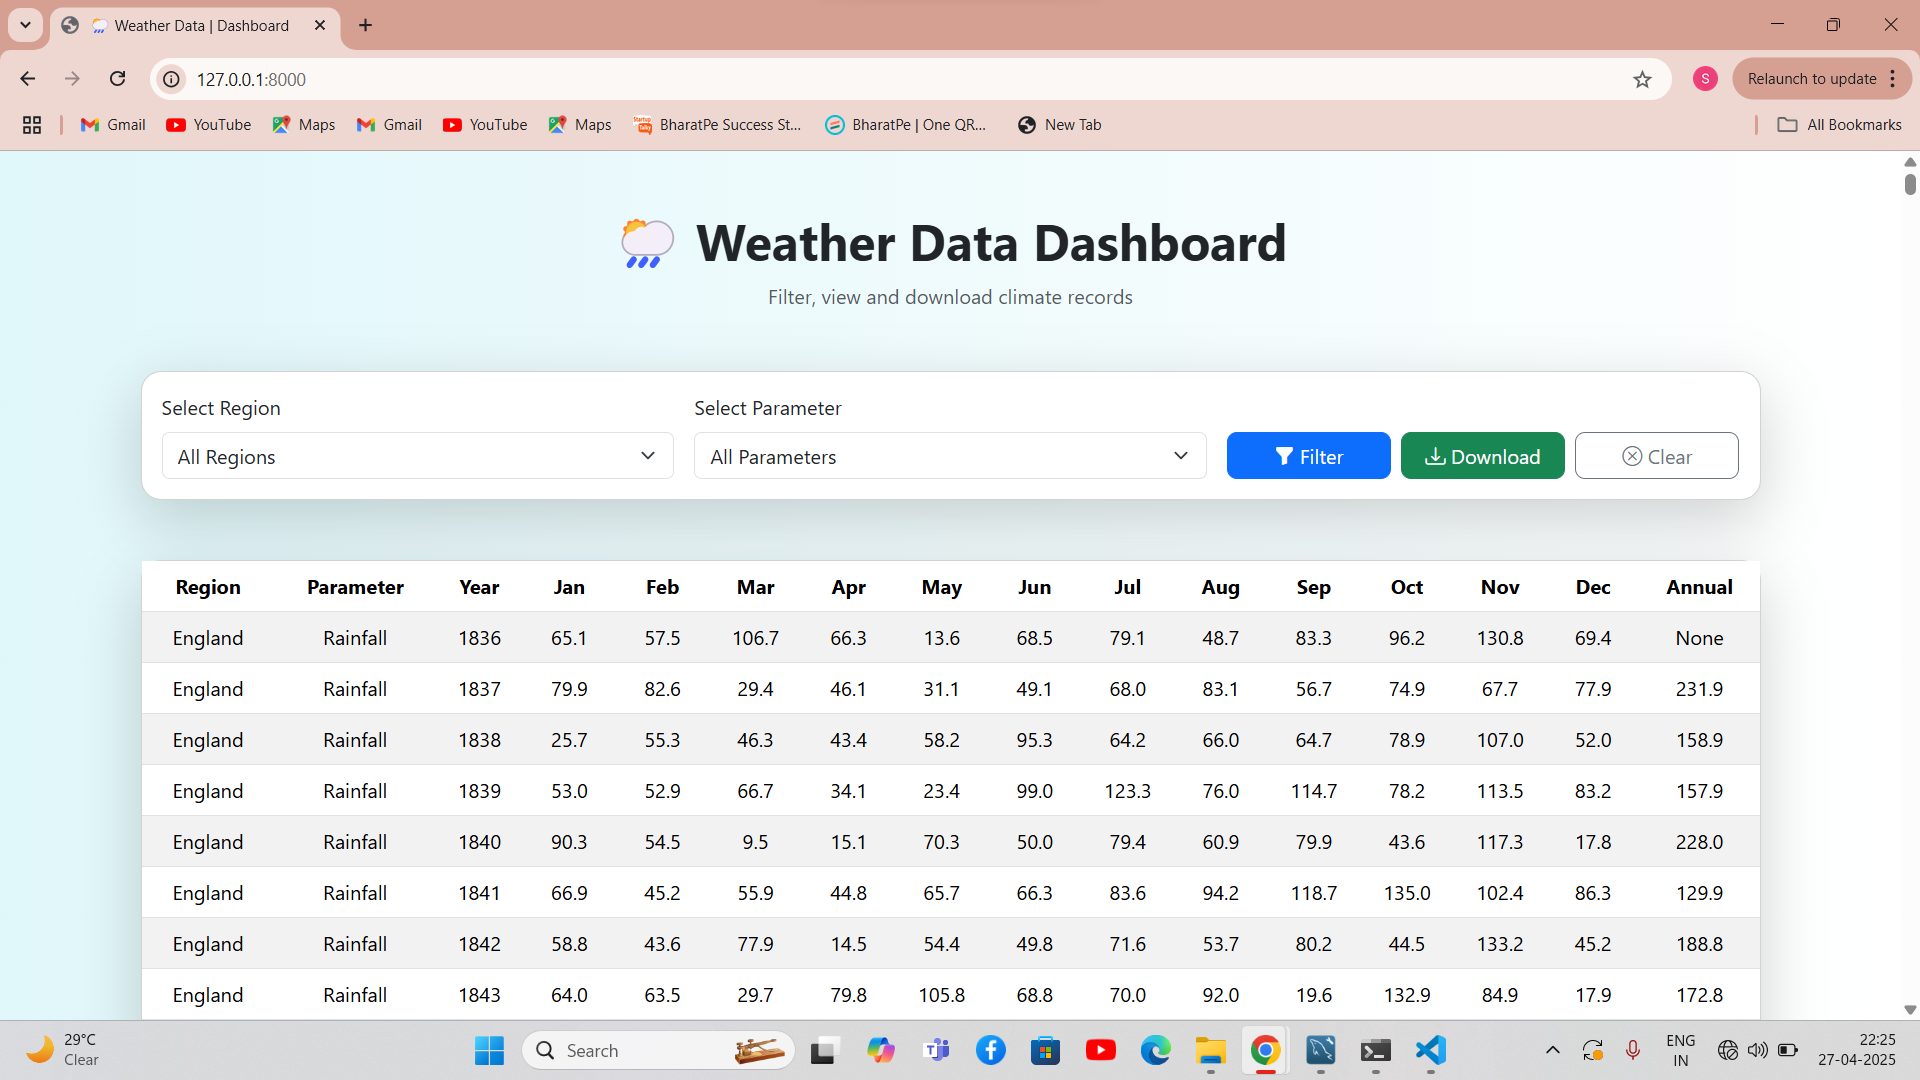 Weather Data | Dashboard
127.0.0.1:8000
S
Relaunch to update
Gmail
YouTube
Maps
Gmail
YouTube
Maps
StartupTalky
BharatPe Success St...
BharatPe | One QR...
New Tab
All Bookmarks
Weather Data Dashboard
Filter, view and download climate records
Select Region
Select Parameter
All Regions
All Parameters
Filter
Download
Clear
Region Parameter Year Jan Feb Mar Apr May Jun Jul Aug Sep Oct Nov Dec Annual
England Rainfall 1836 65.1 57.5 106.7 66.3 13.6 68.5 79.1 48.7 83.3 96.2 130.8 69.4 None
England Rainfall 1837 79.9 82.6 29.4 46.1 31.1 49.1 68.0 83.1 56.7 74.9 67.7 77.9 231.9
England Rainfall 1838 25.7 55.3 46.3 43.4 58.2 95.3 64.2 66.0 64.7 78.9 107.0 52.0 158.9
England Rainfall 1839 53.0 52.9 66.7 34.1 23.4 99.0 123.3 76.0 114.7 78.2 113.5 83.2 157.9
England Rainfall 1840 90.3 54.5 9.5 15.1 70.3 50.0 79.4 60.9 79.9 43.6 117.3 17.8 228.0
England Rainfall 1841 66.9 45.2 55.9 44.8 65.7 66.3 83.6 94.2 118.7 135.0 102.4 86.3 129.9
England Rainfall 1842 58.8 43.6 77.9 14.5 54.4 49.8 71.6 53.7 80.2 44.5 133.2 45.2 188.8
England Rainfall 1843 64.0 63.5 29.7 79.8 105.8 68.8 70.0 92.0 19.6 132.9 84.9 17.9 172.8
29°C
Clear
Search
ENG
IN
22:25
27-04-2025